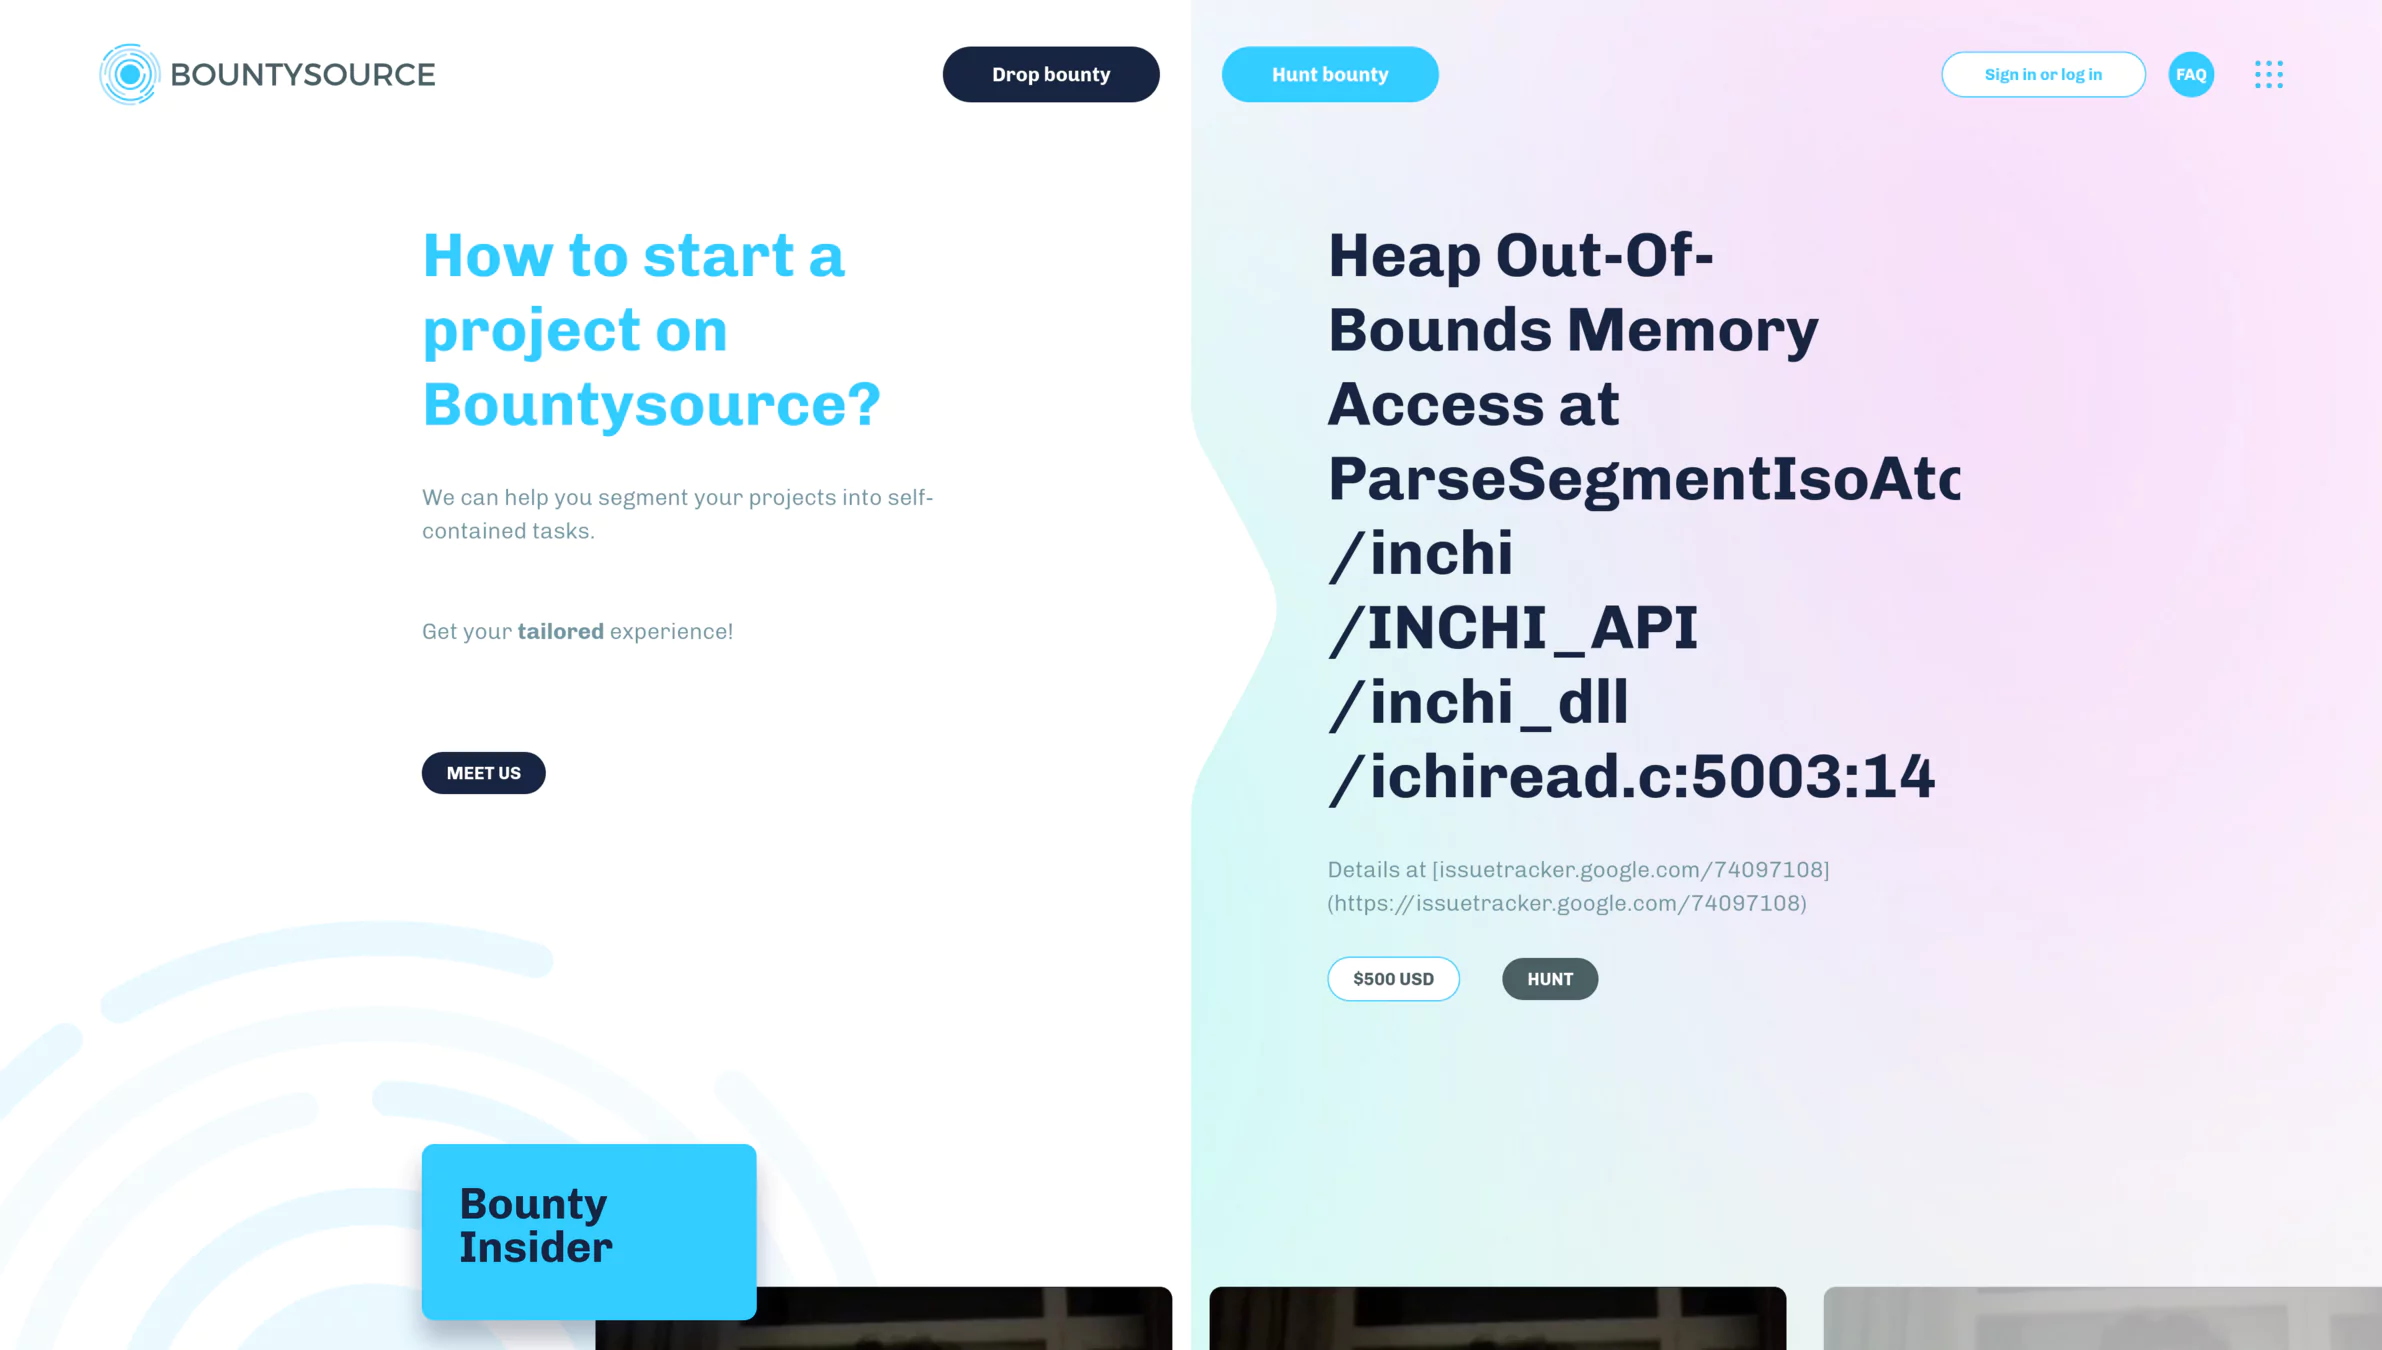 BOUNTYSOURCE
Drop bounty
Hunt bounty
Sign in or log in
FAQ
How to start a
project on
Bountysource?
We can help you segment your projects into self-
contained tasks.
Get your tailored experience!
MEET US
Heap Out-Of-
Bounds Memory
Access at
ParseSegmentIsoAto
/inchi
/INCHI_API
/inchi_dll
/ichiread.c:5003:14
Details at [issuetracker.google.com/74097108]
(https://issuetracker.google.com/74097108)
$500 USD
HUNT
Bounty
Insider